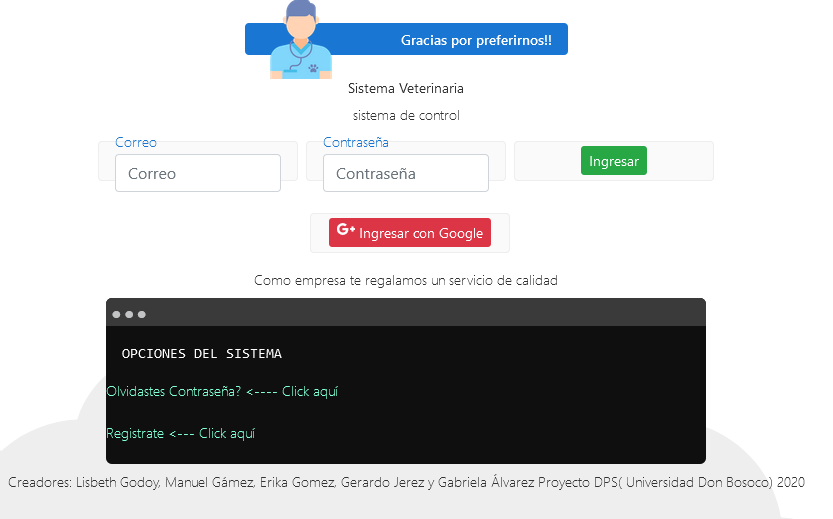 Gracias por preferirnos!!
Sistema Veterinaria
sistema de control
Correo
Contraseña
Correo
Contraseña
Ingresar
G+ Ingresar con Google
Como empresa te regalamos un servicio de calidad
OPCIONES DEL SISTEMA
Olvidastes Contraseña? <---- Click aquí
Registrate <--- Click aquí
Creadores: Lisbeth Godoy, Manuel Gámez, Erika Gomez, Gerardo Jerez y Gabriela Álvarez Proyecto DPS( Universidad Don Bosoco) 2020